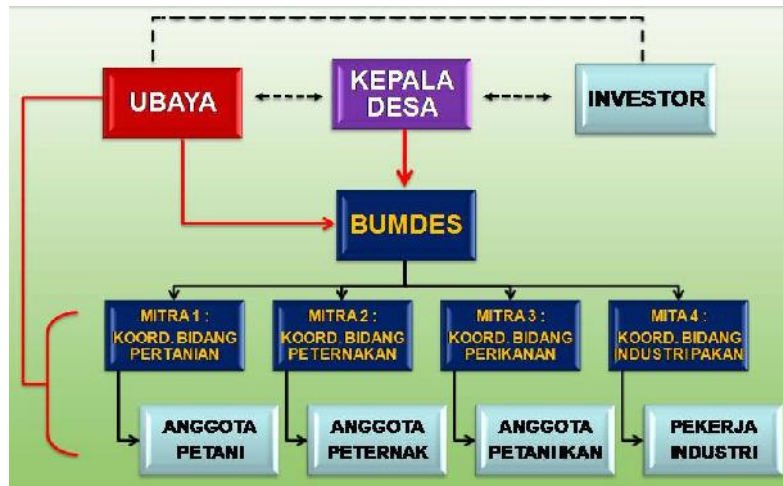 UBAYA
KEPALA
DESA
INVESTOR
BUMDES
MITRA 1 :
KOORD. BIDANG
PERTANIAN
MITRA 2 :
KOORD. BIDANG
PETERNAKAN
MITRA 3 :
KOORD. BIDANG
PERIKANAN
MITA 4 :
KOORD. BIDANG
INDUSTRI PAKAN
ANGGOTA
PETANI
ANGGOTA
PETERNAK
ANGGOTA
PETANI IKAN
PEKERJA
INDUSTRI